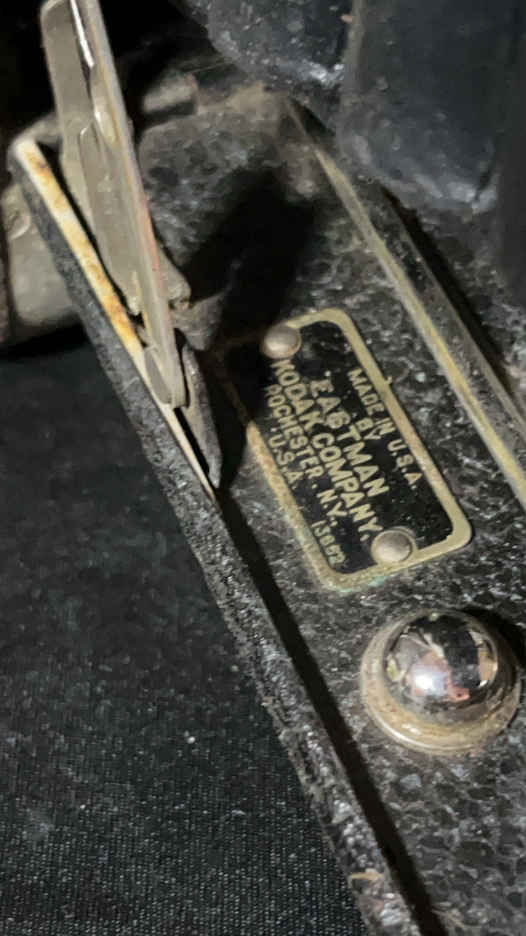 MADE IN U.S.A.
BY
EASTMAN
KODAK COMPANY.
ROCHESTER, N.Y.,
U.S.A.